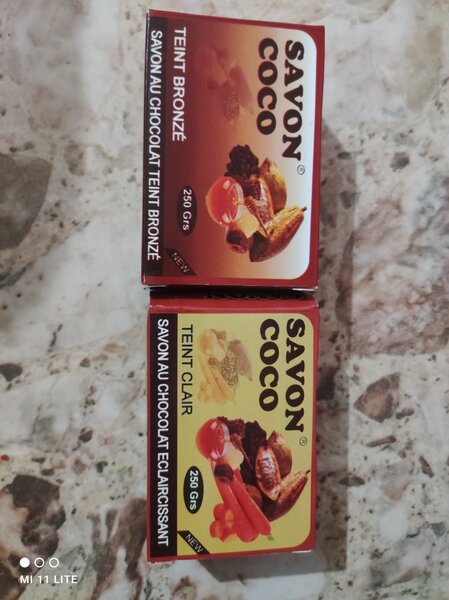 SAVON
COCO
®
TEINT BRONZÉ
250 Grs
SAVON AU CHOCOLAT TEINT BRONZÉ
NEW
SAVON
COCO
®
TEINT CLAIR
250 Grs
SAVON AU CHOCOLAT ECLAIRCISSANT
NEW
MI 11 LITE